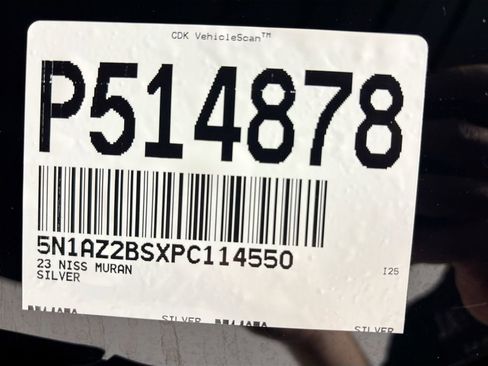 CDK VehicleScan™
P514878
5N1AZ2BSXPC114550
23 NISS MURAN
SILVER
I25
SILVER
SILVER